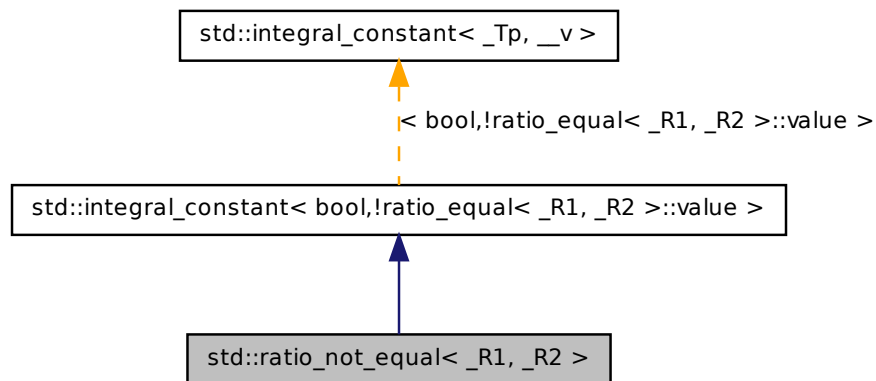 std::integral_constant< _Tp, __v >
< bool,!ratio_equal< _R1, _R2 >::value >
std::integral_constant< bool,!ratio_equal< _R1, _R2 >::value >
std::ratio_not_equal< _R1, _R2 >